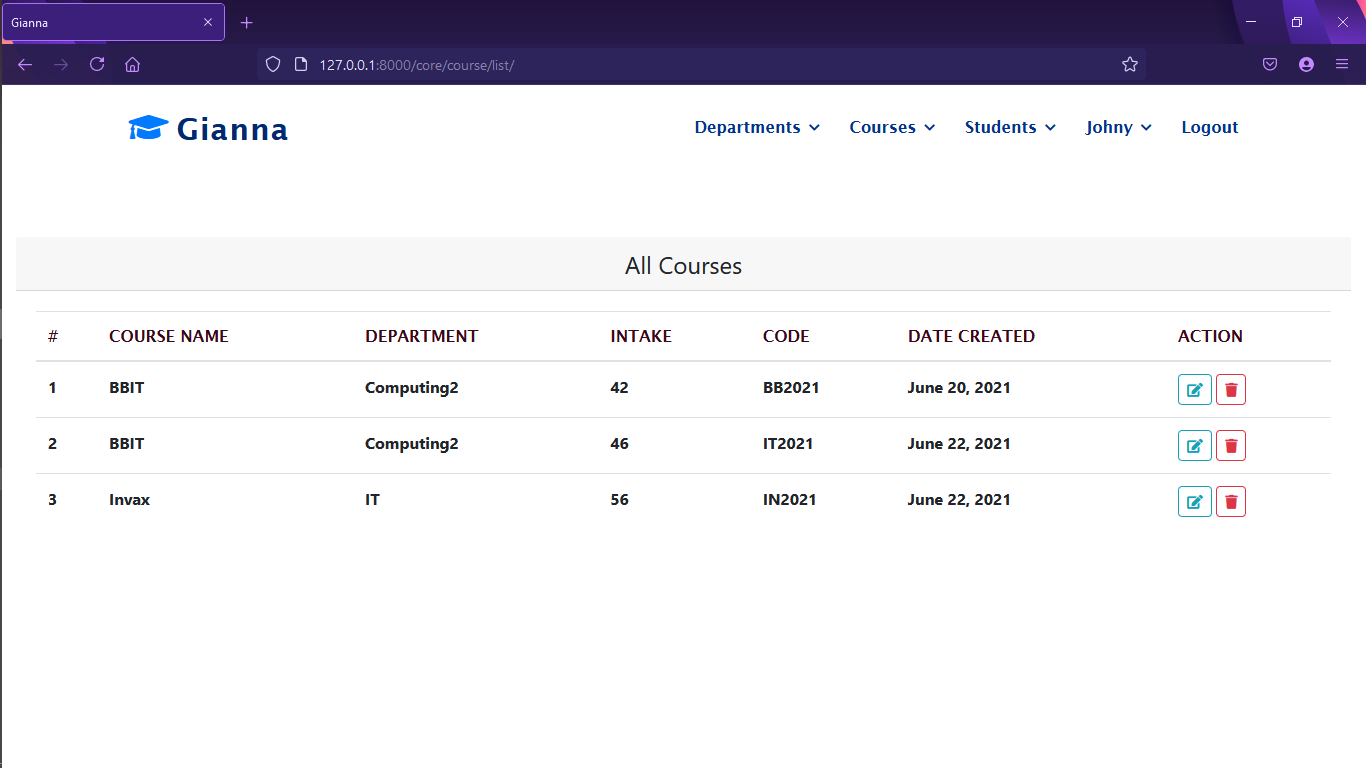 Gianna
127.0.0.1:8000/core/course/list/
Gianna Departments Courses Students Johny Logout
All Courses
# COURSE NAME DEPARTMENT INTAKE CODE DATE CREATED ACTION
1 BBIT Computing2 42 BB2021 June 20, 2021
2 BBIT Computing2 46 IT2021 June 22, 2021
3 Invax IT 56 IN2021 June 22, 2021